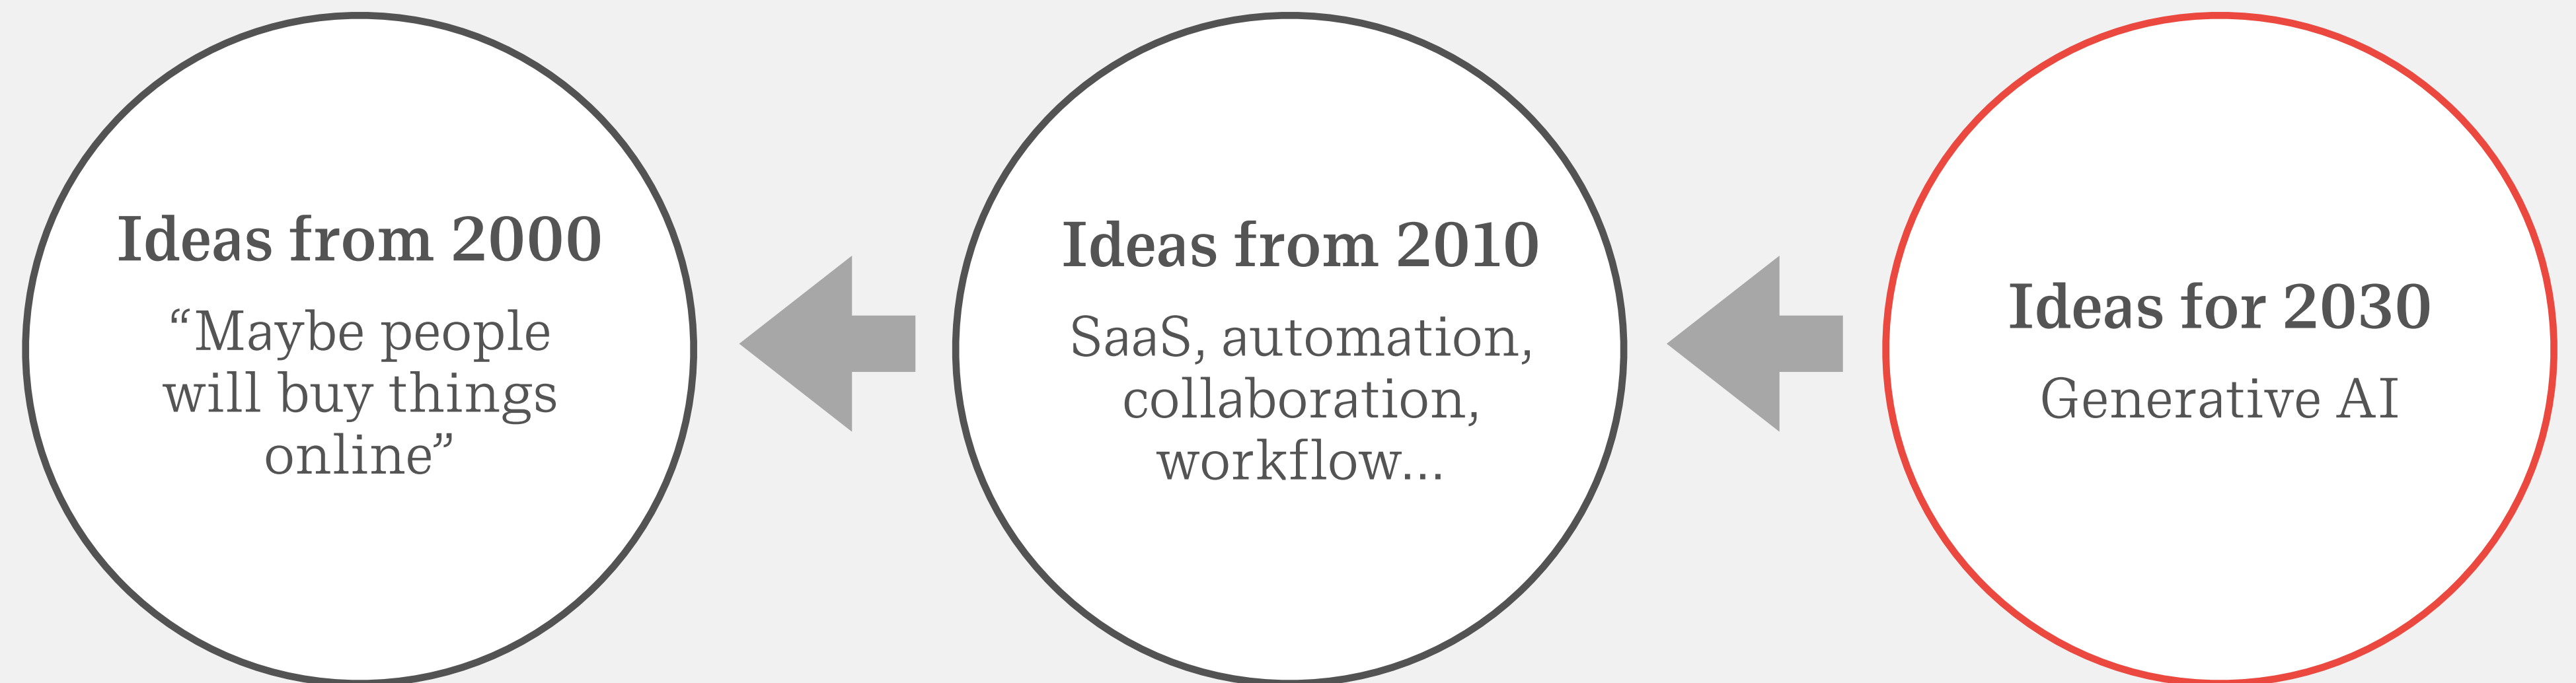 Ideas from 2000
“Maybe people
will buy things
online”
Ideas from 2010
SaaS, automation,
collaboration,
workflow...
Ideas for 2030
Generative AI